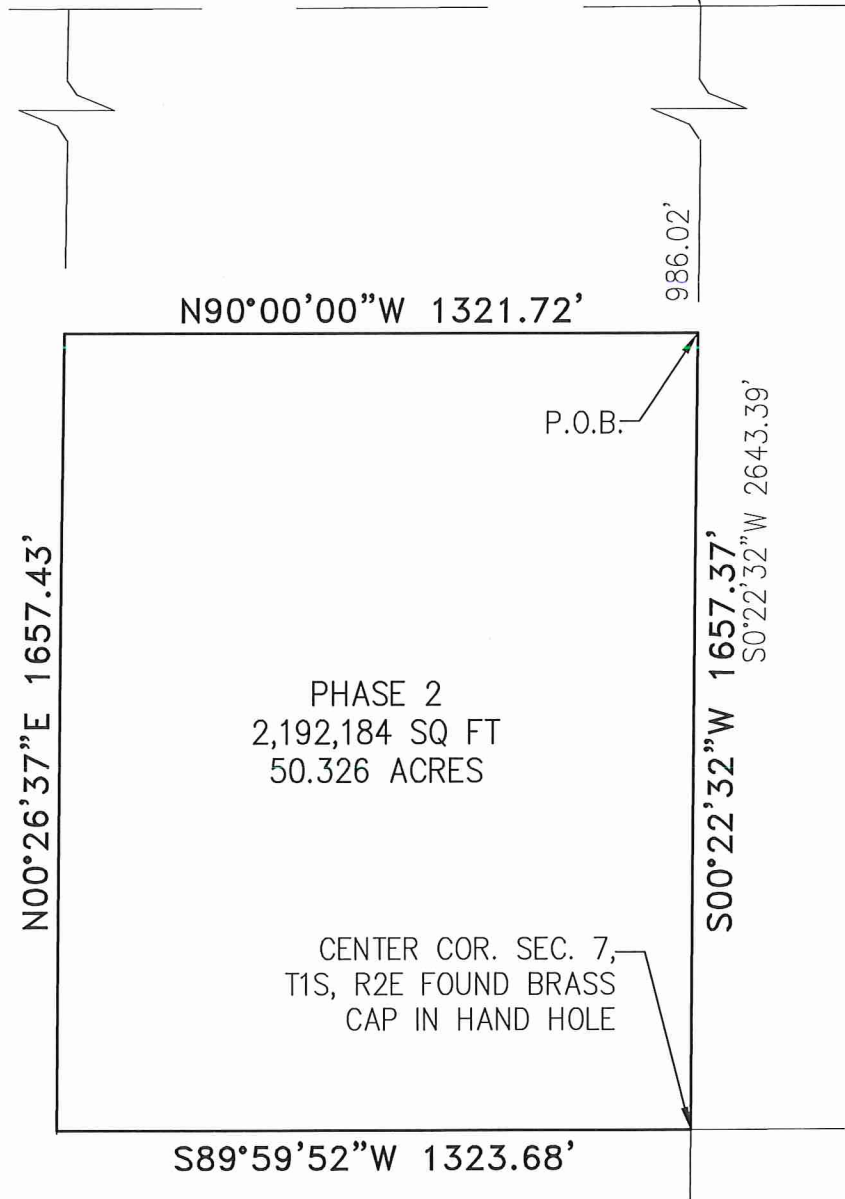 986.02'
N90°00'00"W 1321.72'
P.O.B.
S0°22'32"W 2643.39'
N00°26'37"E 1657.43'
S00°22'32"W 1657.37'
PHASE 2
2,192,184 SQ FT
50.326 ACRES
CENTER COR. SEC. 7,
T1S, R2E FOUND BRASS
CAP IN HAND HOLE
S89°59'52"W 1323.68'